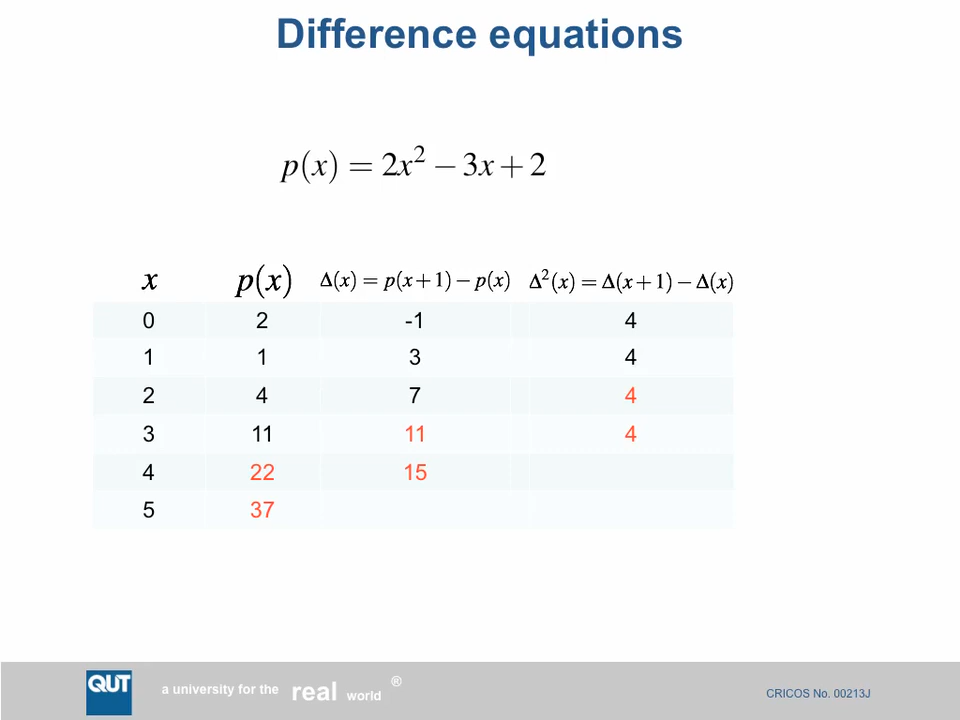 Difference equations
p(x) = 2x² − 3x + 2
x p(x) Δ(x) = p(x+1) − p(x) Δ²(x) = Δ(x+1) − Δ(x)
0 2 -1 4
1 1 3 4
2 4 7 4
3 11 11 4
4 22 15
5 37
QUT a university for the real world ®
CRICOS No. 00213J